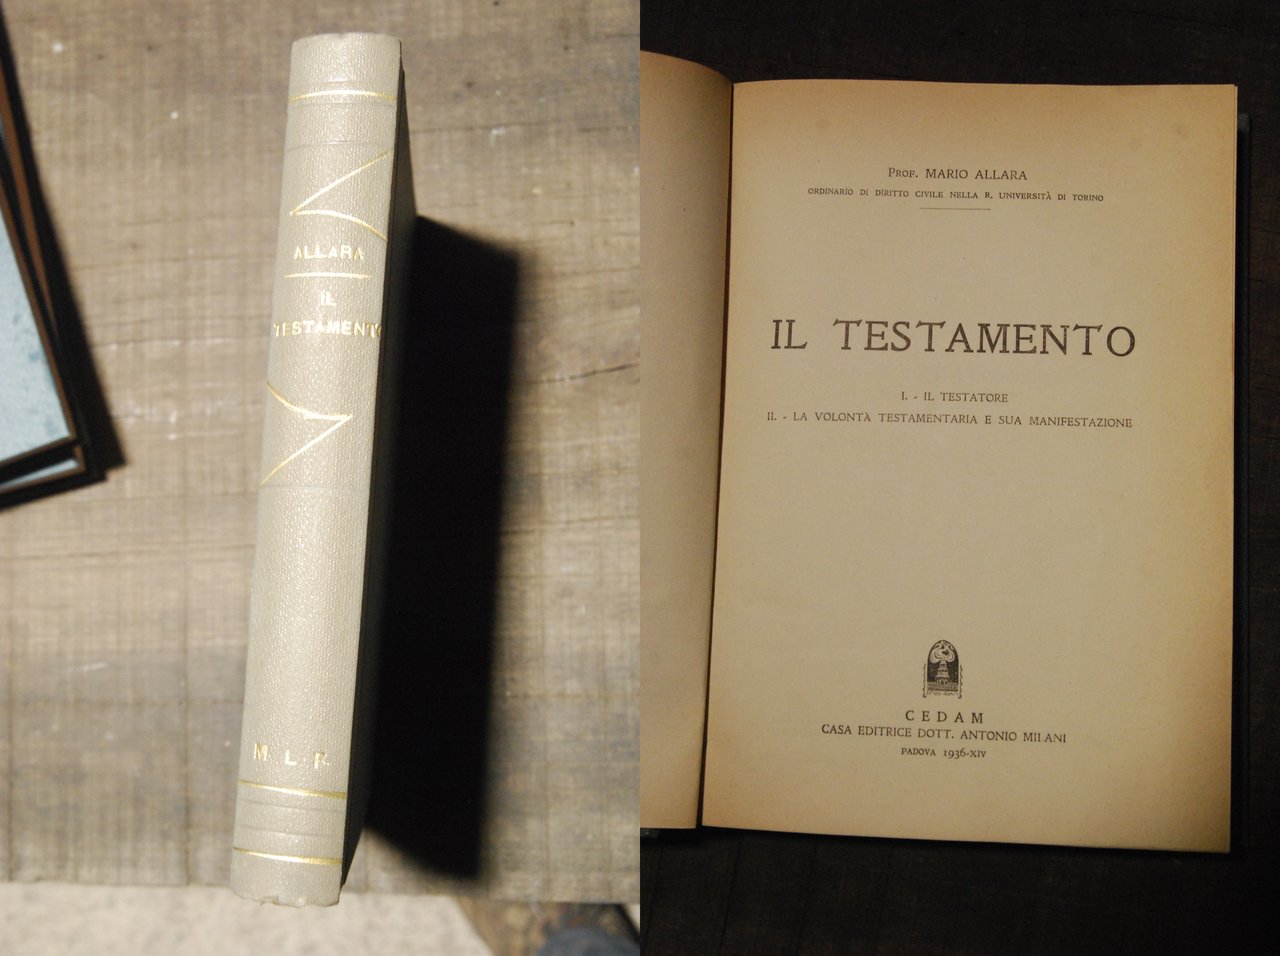 ALLARA
IL
TESTAMENTO
M. L. R.
Prof. MARIO ALLARA
ORDINARIO DI DIRITTO CIVILE NELLA R. UNIVERSITÀ DI TORINO
IL TESTAMENTO
I. - IL TESTATORE
II. - LA VOLONTÀ TESTAMENTARIA E SUA MANIFESTAZIONE
CEDAM
CASA EDITRICE DOTT. ANTONIO MILANI
PADOVA 1936-XIV